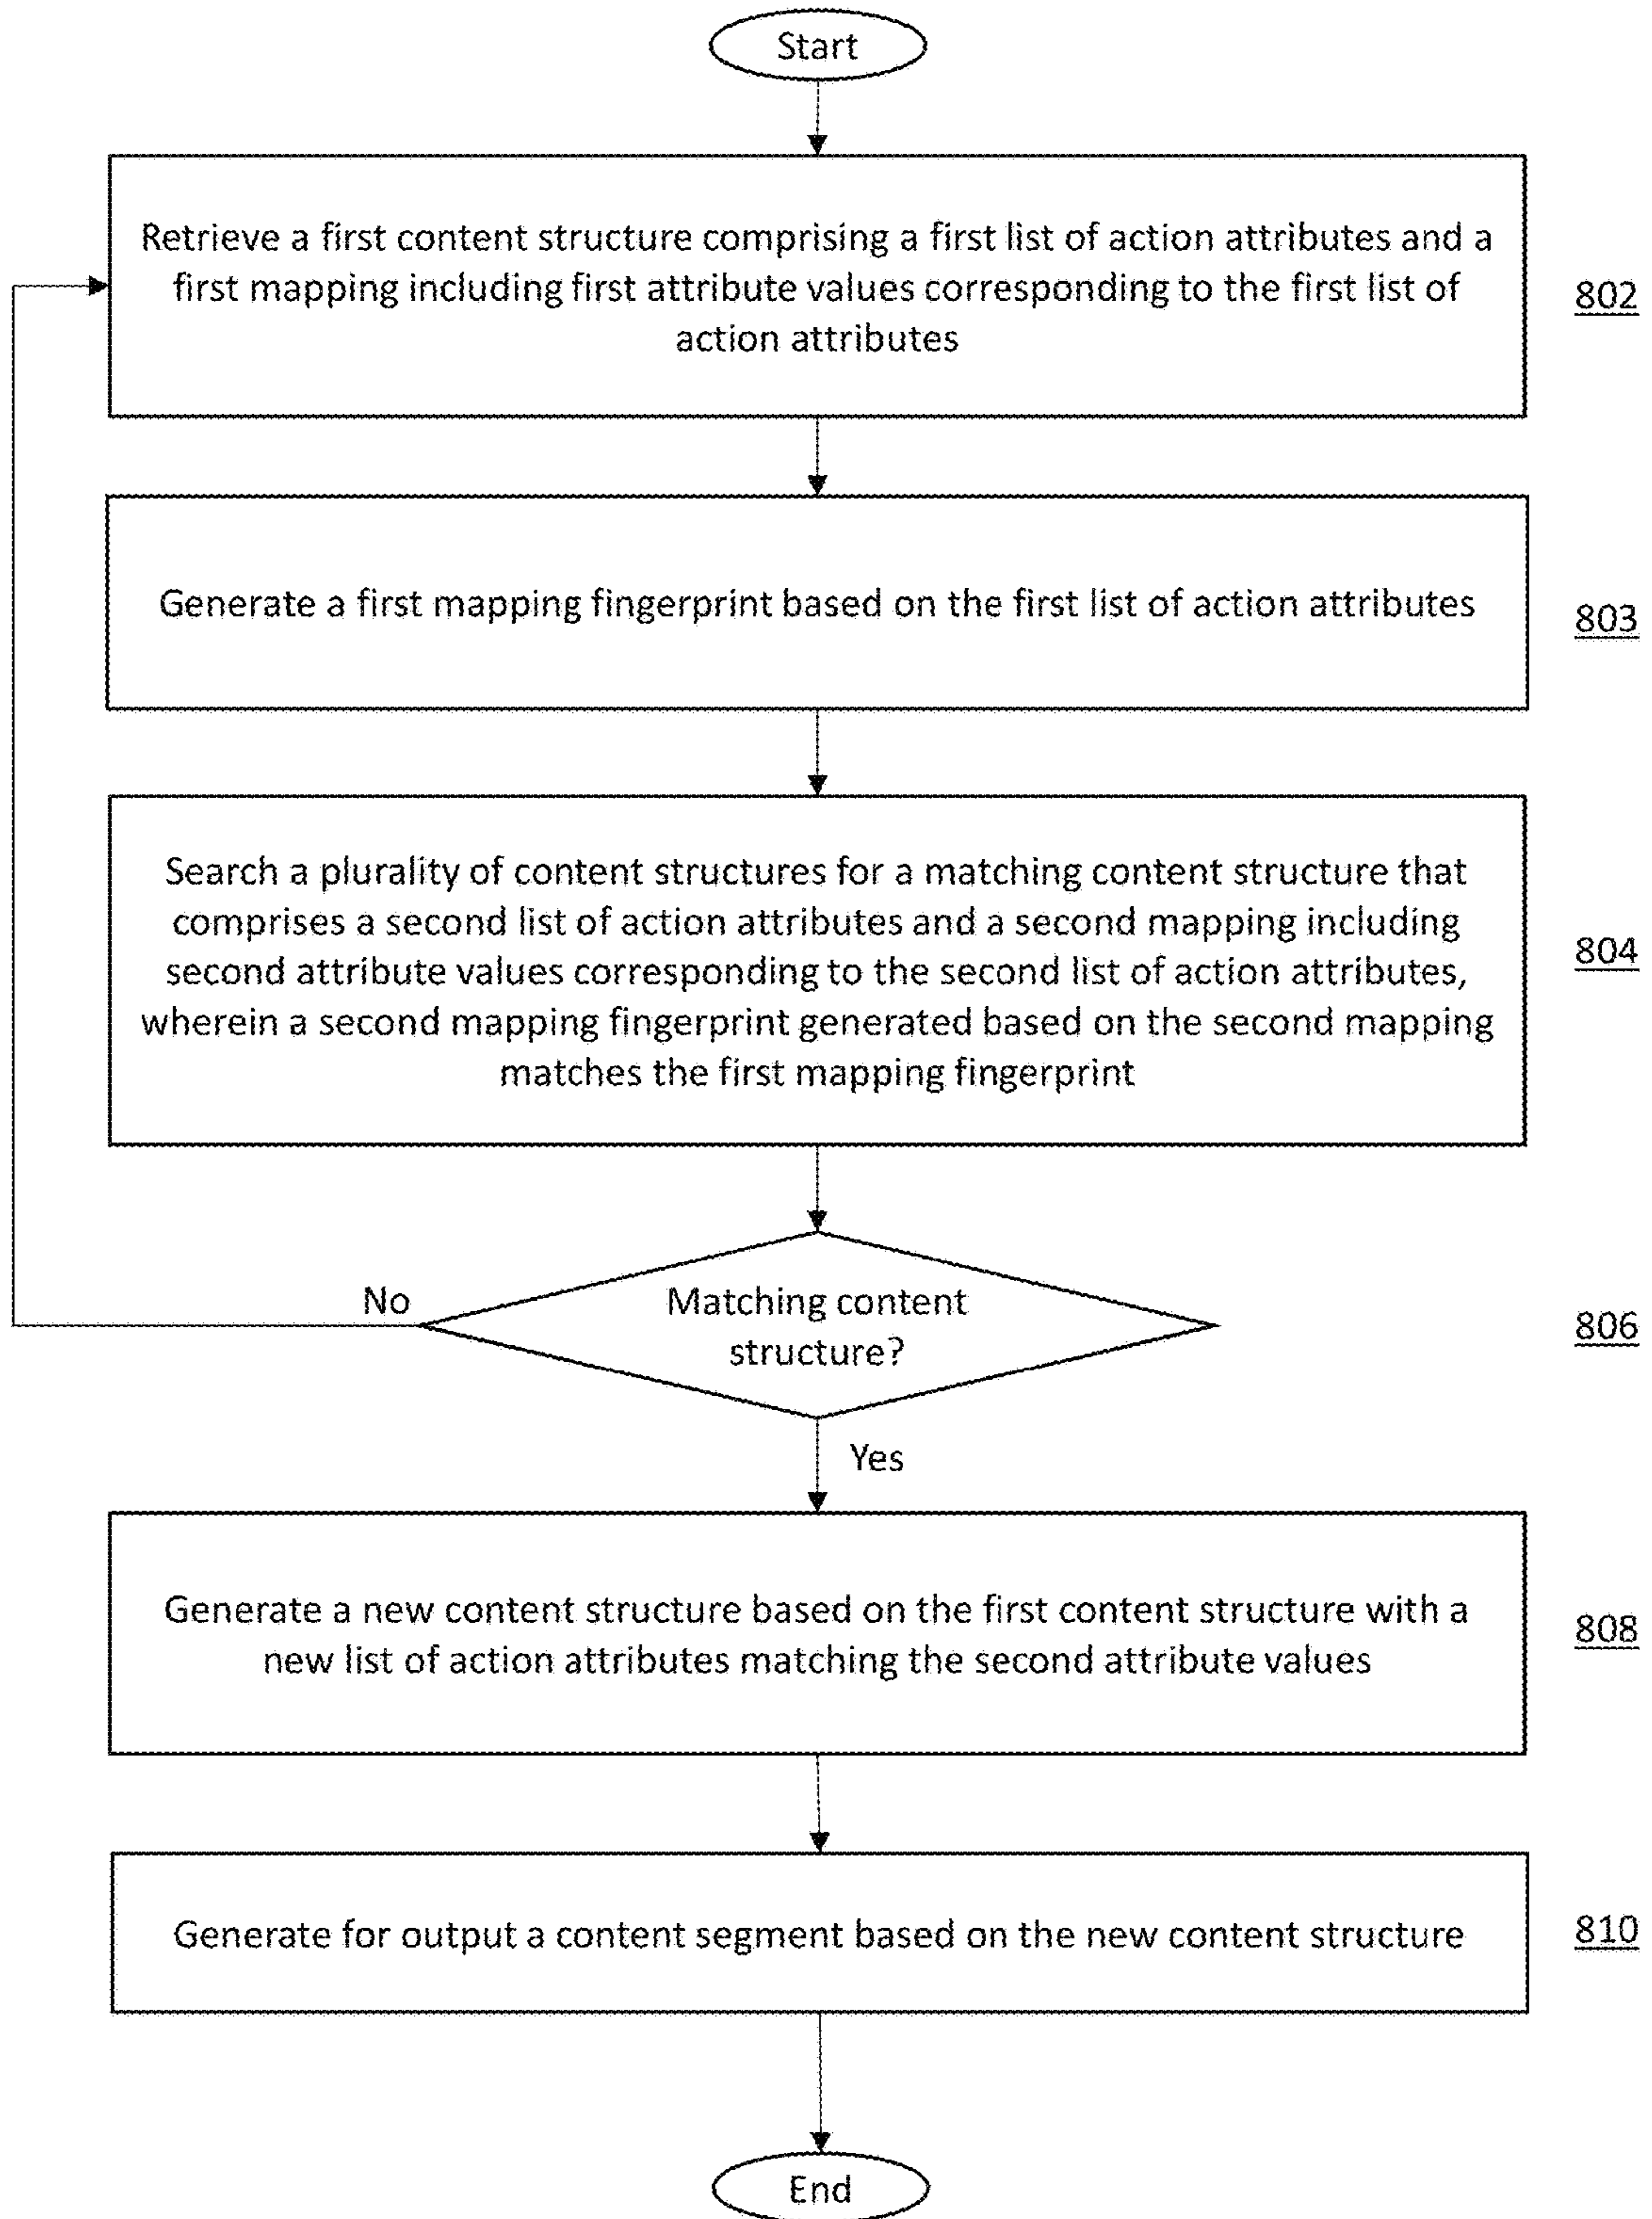 Start
Retrieve a first content structure comprising a first list of action attributes and a
first mapping including first attribute values corresponding to the first list of
action attributes
802
Generate a first mapping fingerprint based on the first list of action attributes
803
Search a plurality of content structures for a matching content structure that
comprises a second list of action attributes and a second mapping including
second attribute values corresponding to the second list of action attributes,
wherein a second mapping fingerprint generated based on the second mapping
matches the first mapping fingerprint
804
No
Matching content
structure?
806
Yes
Generate a new content structure based on the first content structure with a
new list of action attributes matching the second attribute values
808
Generate for output a content segment based on the new content structure
810
End